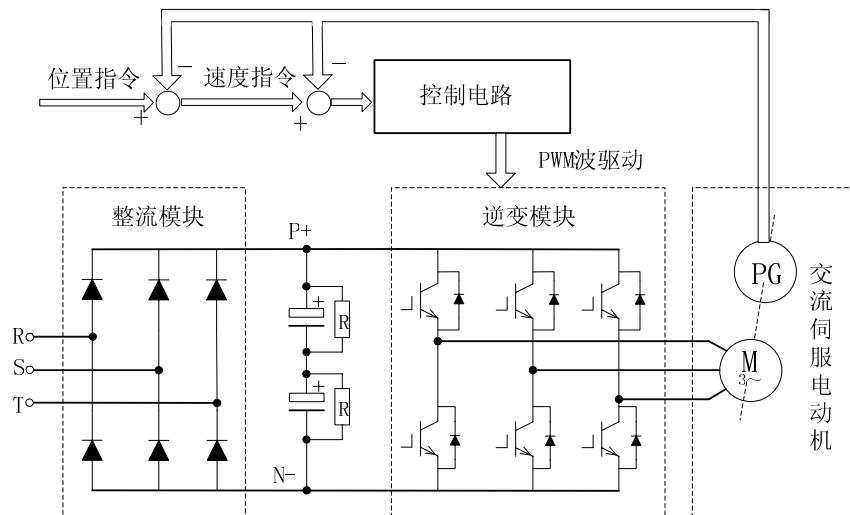 位置指令
−
+
速度指令
−
+
控制电路
PWM波驱动
整流模块
P+
逆变模块
PG
交流伺服电动机
+
R
R
S
M
3～
T
+
R
N-